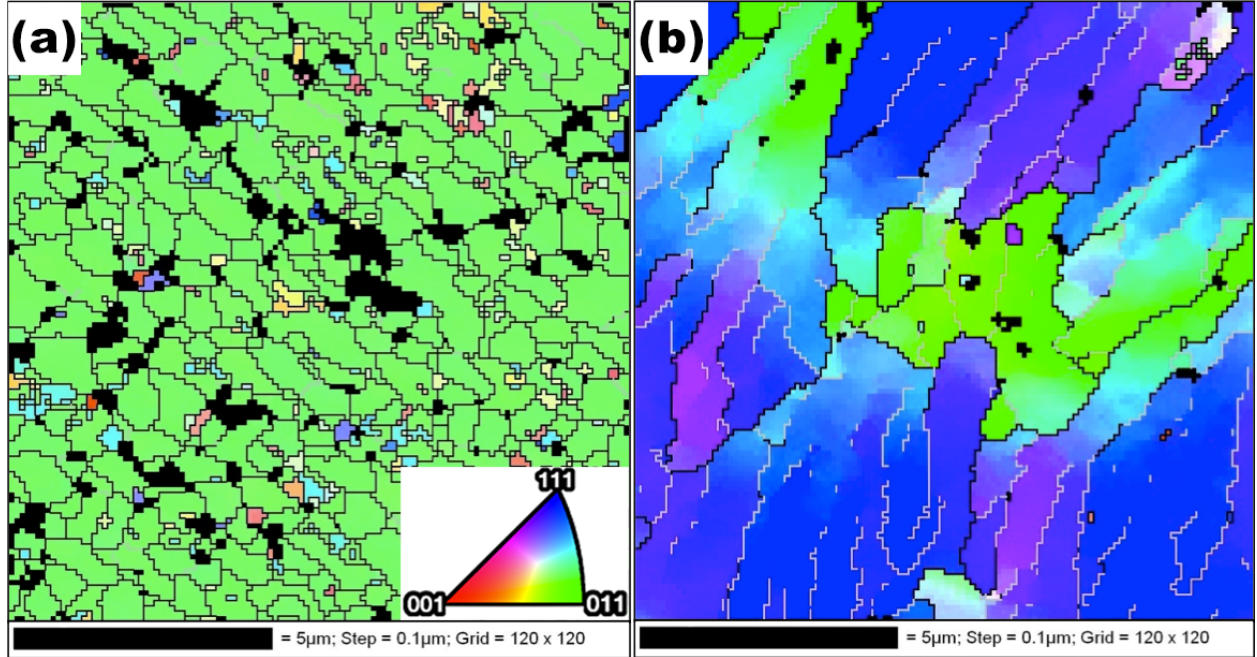 (a)
(b)
111
001
011
= 5µm; Step = 0.1µm; Grid = 120 x 120
= 5µm; Step = 0.1µm; Grid = 120 x 120